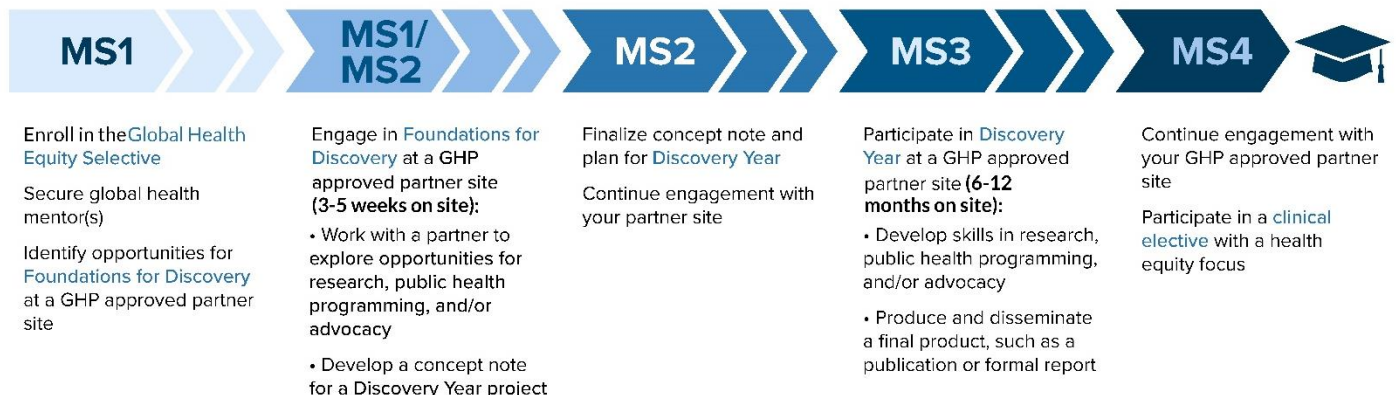 MS1
MS1/
MS2
MS2
MS3
MS4
Enroll in the Global Health
Equity Selective
Secure global health
mentor(s)
Identify opportunities for
Foundations for Discovery
at a GHP approved partner
site
Engage in Foundations for
Discovery at a GHP
approved partner site
(3-5 weeks on site):
• Work with a partner to
explore opportunities for
research, public health
programming, and/or
advocacy
• Develop a concept note
for a Discovery Year project
Finalize concept note and
plan for Discovery Year
Continue engagement with
your partner site
Participate in Discovery
Year at a GHP approved
partner site (6-12
months on site):
• Develop skills in research,
public health programming,
and/or advocacy
• Produce and disseminate
a final product, such as a
publication or formal report
Continue engagement with
your GHP approved partner
site
Participate in a clinical
elective with a health
equity focus